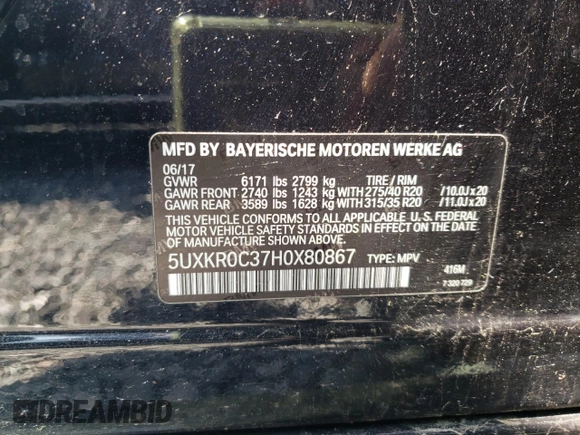 MFD BY BAYERISCHE MOTOREN WERKE AG
06/17
GVWR 6171 lbs 2799 kg TIRE / RIM
GAWR FRONT 2740 lbs 1243 kg WITH 275/40 R20 /10.0J x 20
GAWR REAR 3589 lbs 1628 kg WITH 315/35 R20 /11.0J x 20
THIS VEHICLE CONFORMS TO ALL APPLICABLE U. S. FEDERAL
MOTOR VEHICLE SAFETY STANDARDS IN EFFECT ON THE DATE OF
MANUFACTURE SHOWN ABOVE.
5UXKR0C37H0X80867 TYPE: MPV
416M
7 320 729
DREAMBID